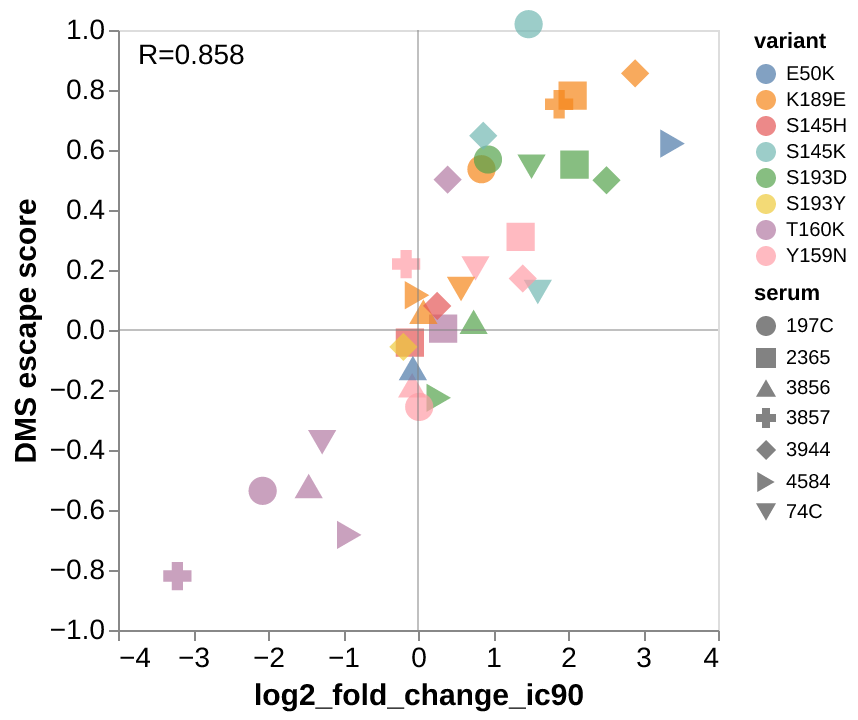 R=0.858
1.0
0.8
0.6
0.4
0.2
0.0
−0.2
−0.4
−0.6
−0.8
−1.0
DMS escape score
−4 −3 −2 −1 0 1 2 3 4
log2_fold_change_ic90
variant
E50K
K189E
S145H
S145K
S193D
S193Y
T160K
Y159N
serum
197C
2365
3856
3857
3944
4584
74C